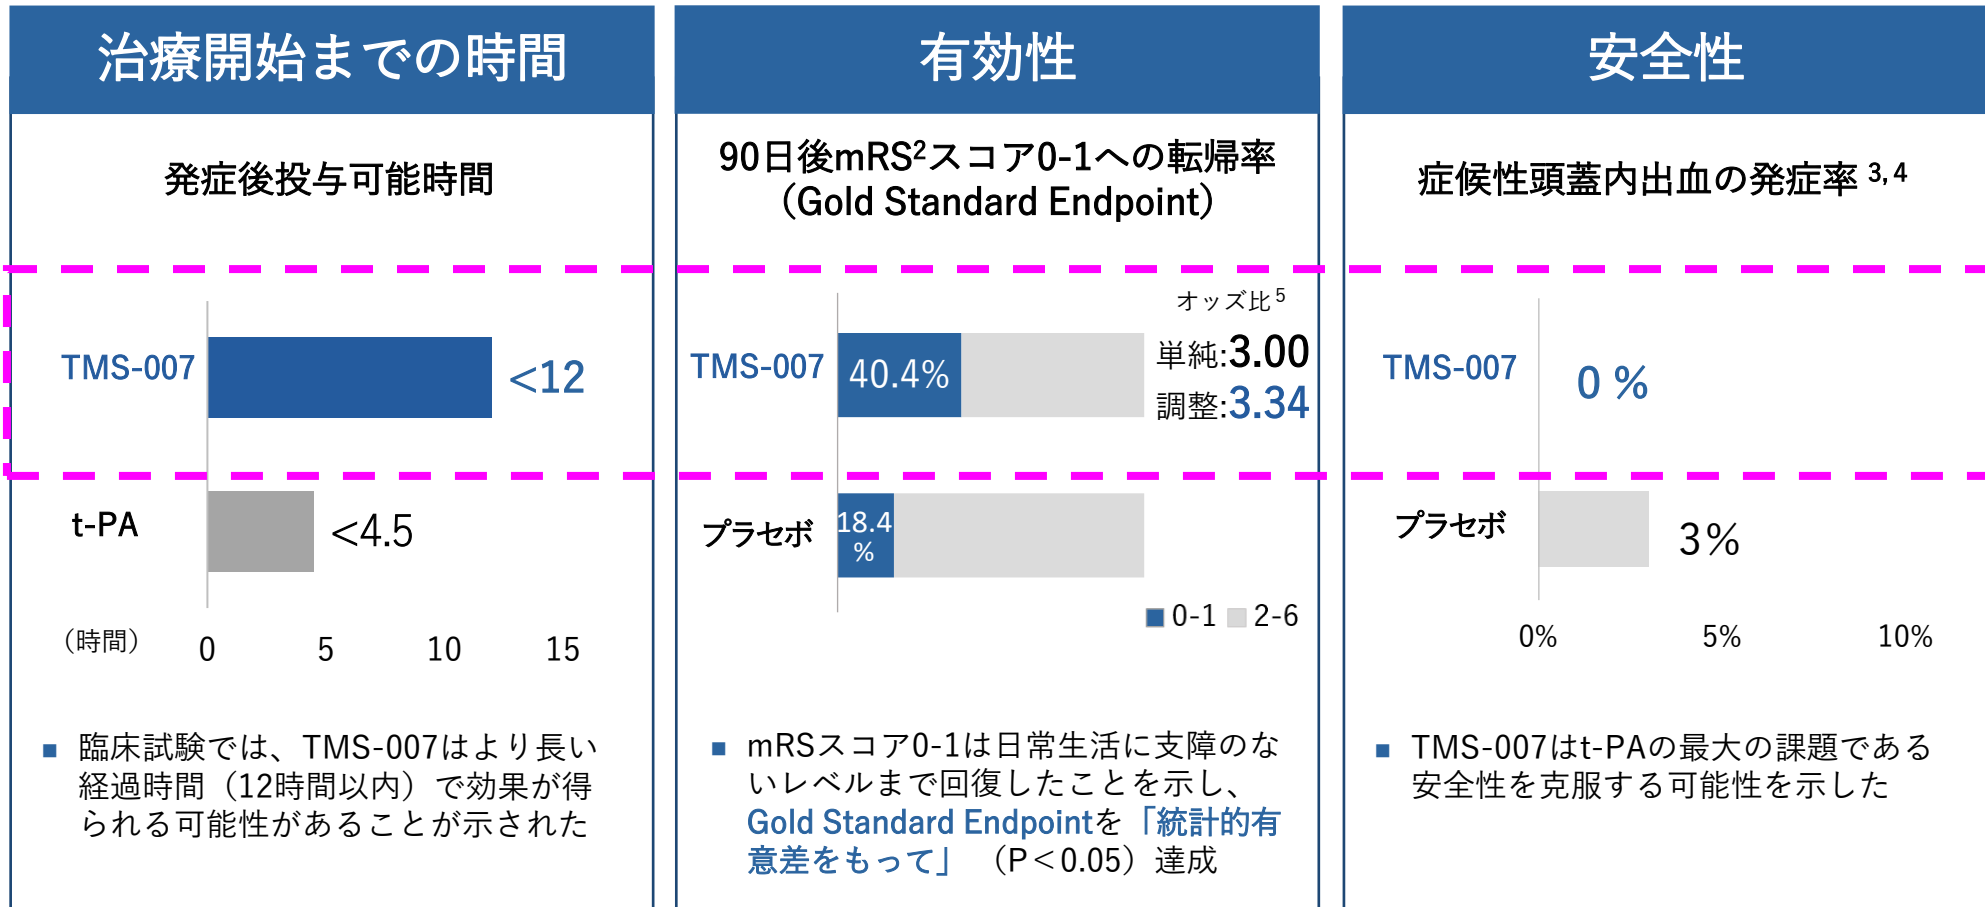 治療開始までの時間
発症後投与可能時間
TMS-007
<12
t-PA
<4.5
（時間）
0
5
10
15
■ 臨床試験では、TMS-007はより長い
経過時間（12時間以内）で効果が得
られる可能性があることが示された
有効性
90日後mRS2スコア0-1への転帰率
（Gold Standard Endpoint）
オッズ比5
TMS-007
40.4%
単純:3.00
調整:3.34
プラセボ
18.4
%
0-1 2-6
■ mRSスコア0-1は日常生活に支障のな
いレベルまで回復したことを示し、
Gold Standard Endpointを「統計的有
意差をもって」（P＜0.05）達成
安全性
症候性頭蓋内出血の発症率 3, 4
TMS-007
0 %
プラセボ
3%
0%
5%
10%
■ TMS-007はt-PAの最大の課題である
安全性を克服する可能性を示した